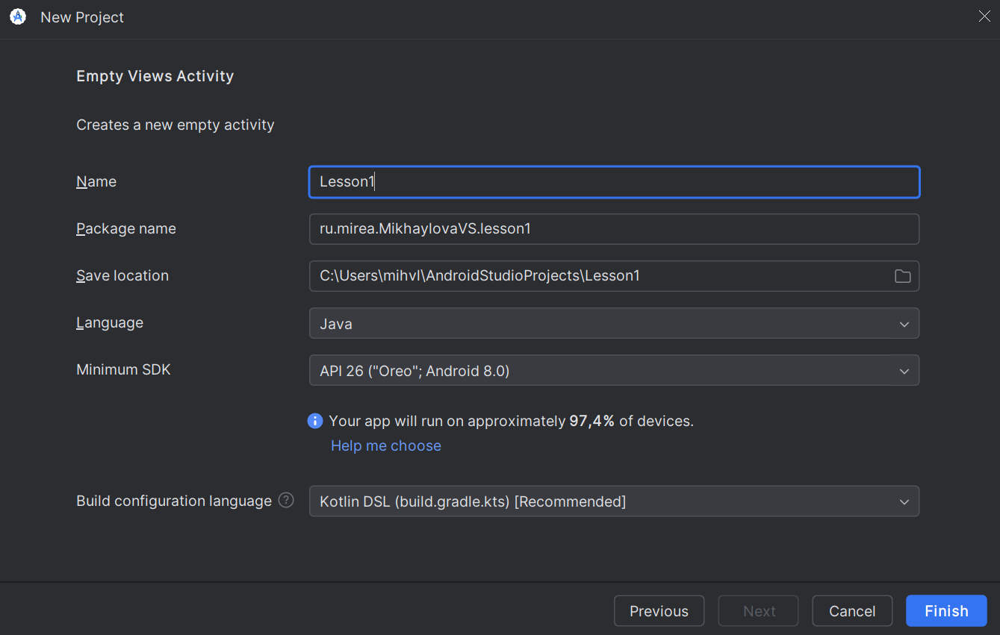 New Project
Empty Views Activity
Creates a new empty activity
Name Lesson1
Package name ru.mirea.MikhaylovaVS.lesson1
Save location C:\Users\mihvl\AndroidStudioProjects\Lesson1
Language Java
Minimum SDK API 26 ("Oreo"; Android 8.0)
Your app will run on approximately 97,4% of devices.
Help me choose
Build configuration language ? Kotlin DSL (build.gradle.kts) [Recommended]
Previous Next Cancel Finish